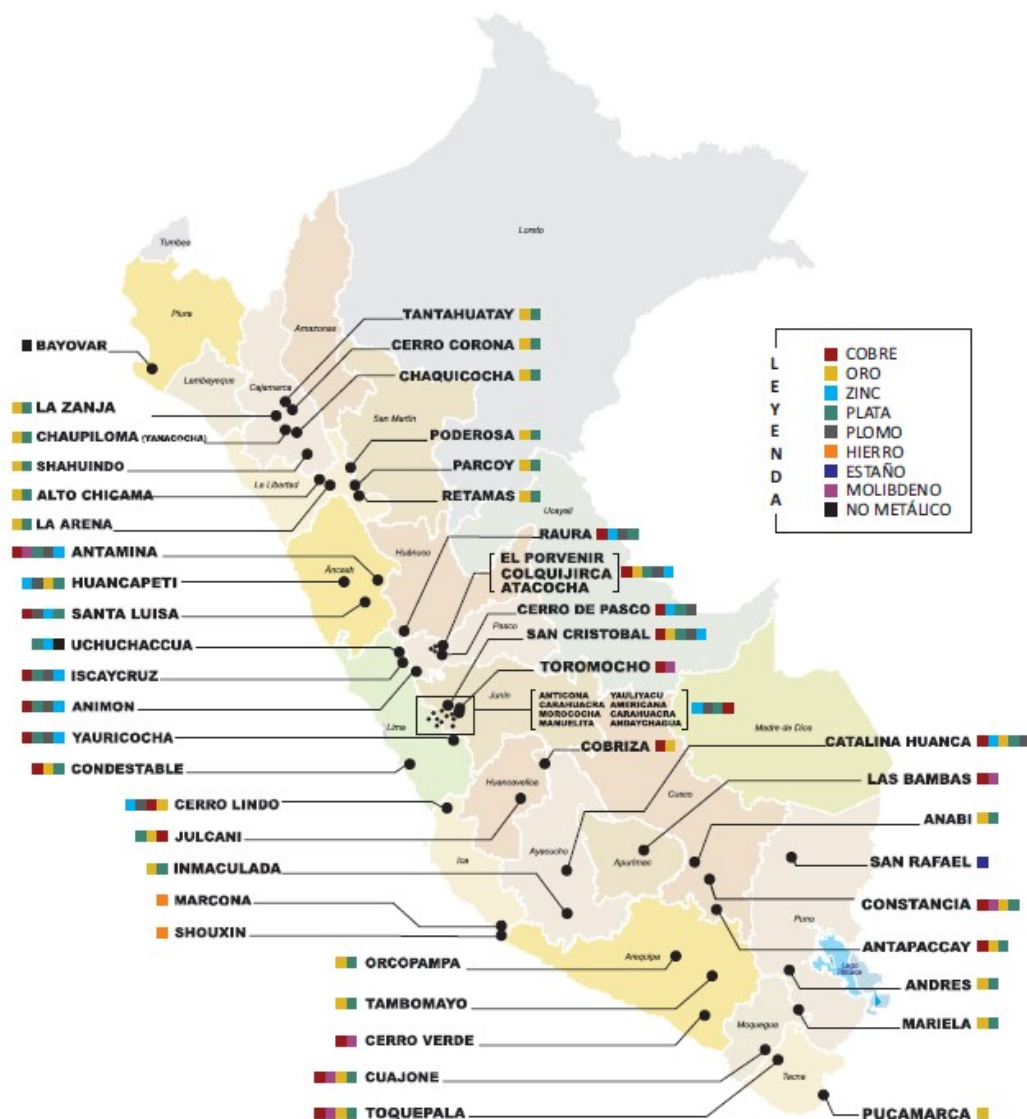 Loreto
Tumbes
Piura
Amazonas
TANTAHUATAY
CERRO CORONA
CHAQUICOCHA
BAYOVAR
Lambayeque
Cajamarca
San Martín
LA ZANJA
CHAUPILOMA (YANACOCHA)
SHAHUINDO
ALTO CHICAMA
LA ARENA
La Libertad
PODEROSA
PARCOY
RETAMAS
Ucayali
LEYENDA
COBRE
ORO
ZINC
PLATA
PLOMO
HIERRO
ESTAÑO
MOLIBDENO
NO METÁLICO
ANTAMINA
HUANCAPETI
SANTA LUISA
UCHUCHACCUA
ISCAYCRUZ
ANIMON
YAURICOCHA
CONDESTABLE
Áncash
Huánuco
RAURA
EL PORVENIR
COLQUIJIRCA
ATACOCHA
CERRO DE PASCO
Pasco
SAN CRISTOBAL
TOROMOCHO
Junín
ANTICONA YAULIYACU
CARAHUACRA AMERICANA
MOROCOCHA CARAHUACRA
MANUELITA ANDAYCHAGUA
Lima
Madre de Dios
COBRIZA
CATALINA HUANCA
LAS BAMBAS
ANABI
SAN RAFAEL
CONSTANCIA
ANTAPACCAY
ANDRES
MARIELA
PUCAMARCA
Huancavelica
Cusco
CERRO LINDO
JULCANI
INMACULADA
MARCONA
SHOUXIN
Ica
Ayacucho
Apurímac
Puno
Lago Titicaca
Arequipa
ORCOPAMPA
TAMBOMAYO
CERRO VERDE
CUAJONE
TOQUEPALA
Moquegua
Tacna